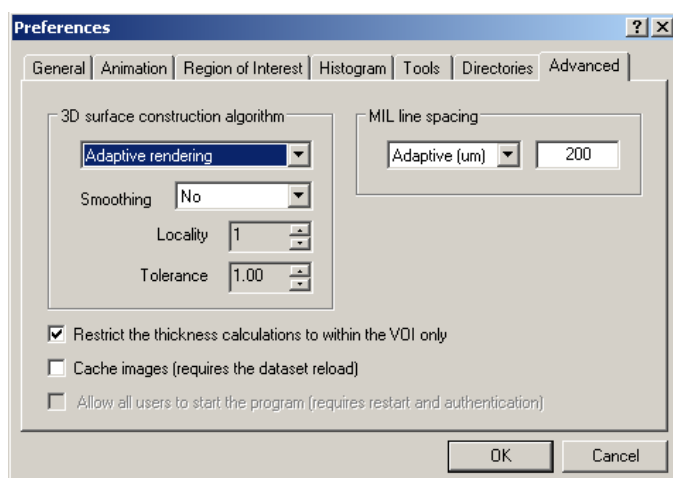 Preferences
General Animation Region of Interest Histogram Tools Directories Advanced
3D surface construction algorithm
Adaptive rendering
Smoothing No
Locality 1
Tolerance 1.00
MIL line spacing
Adaptive (um) 200
Restrict the thickness calculations to within the VOI only
Cache images (requires the dataset reload)
Allow all users to start the program (requires restart and authentication)
OK Cancel